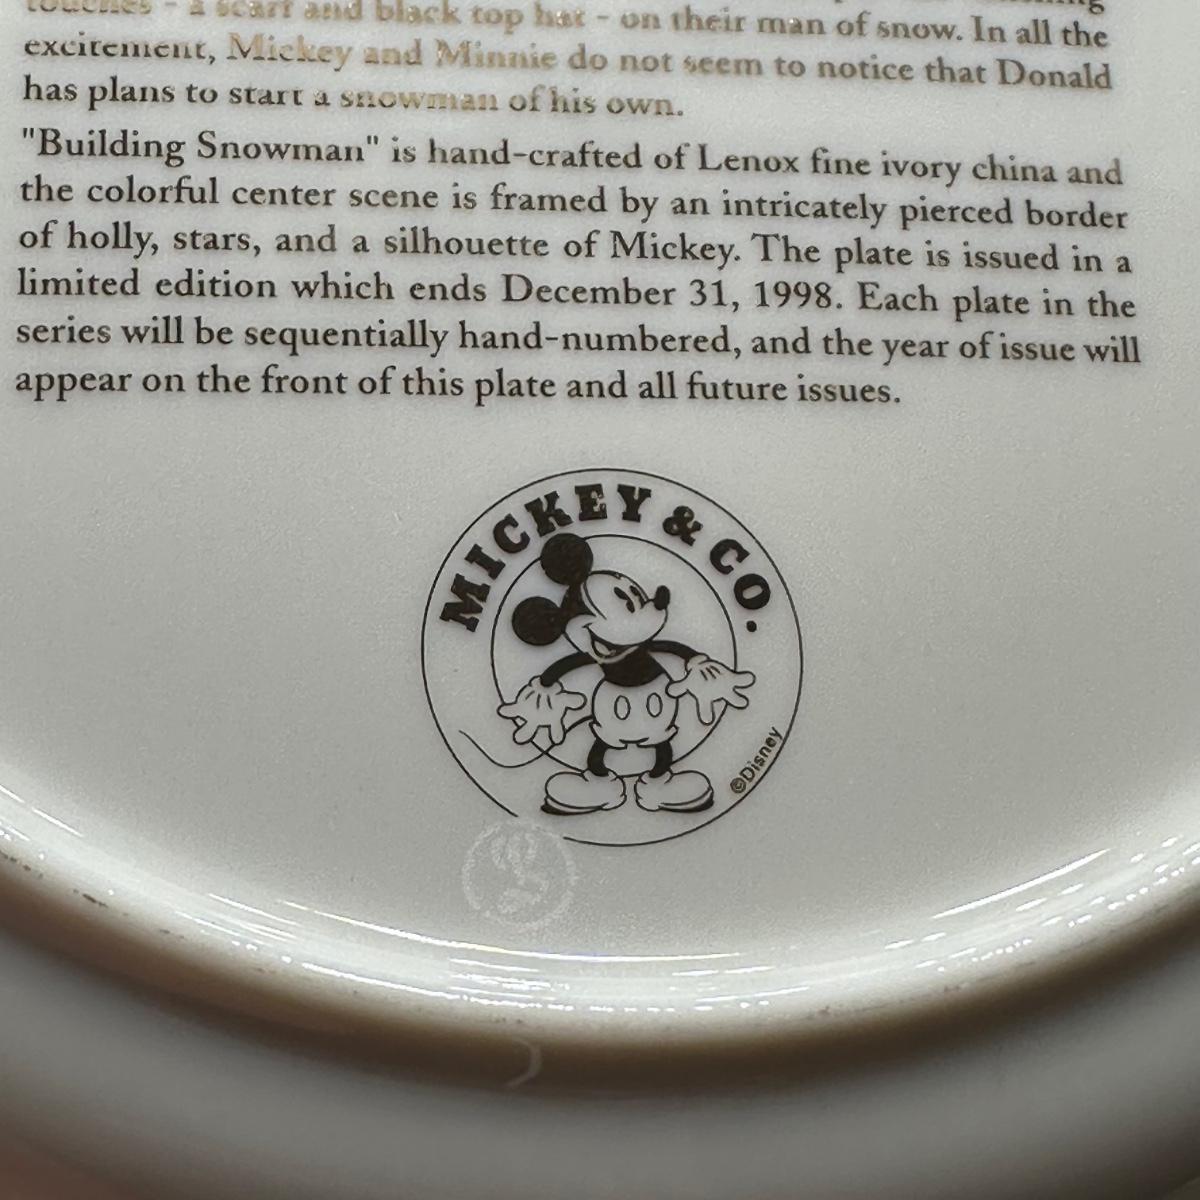 touches - a scarf and black top hat - on their man of snow. In all the
excitement, Mickey and Minnie do not seem to notice that Donald
has plans to start a snowman of his own.
"Building Snowman" is hand-crafted of Lenox fine ivory china and
the colorful center scene is framed by an intricately pierced border
of holly, stars, and a silhouette of Mickey. The plate is issued in a
limited edition which ends December 31, 1998. Each plate in the
series will be sequentially hand-numbered, and the year of issue will
appear on the front of this plate and all future issues.
MICKEY & CO.
©Disney